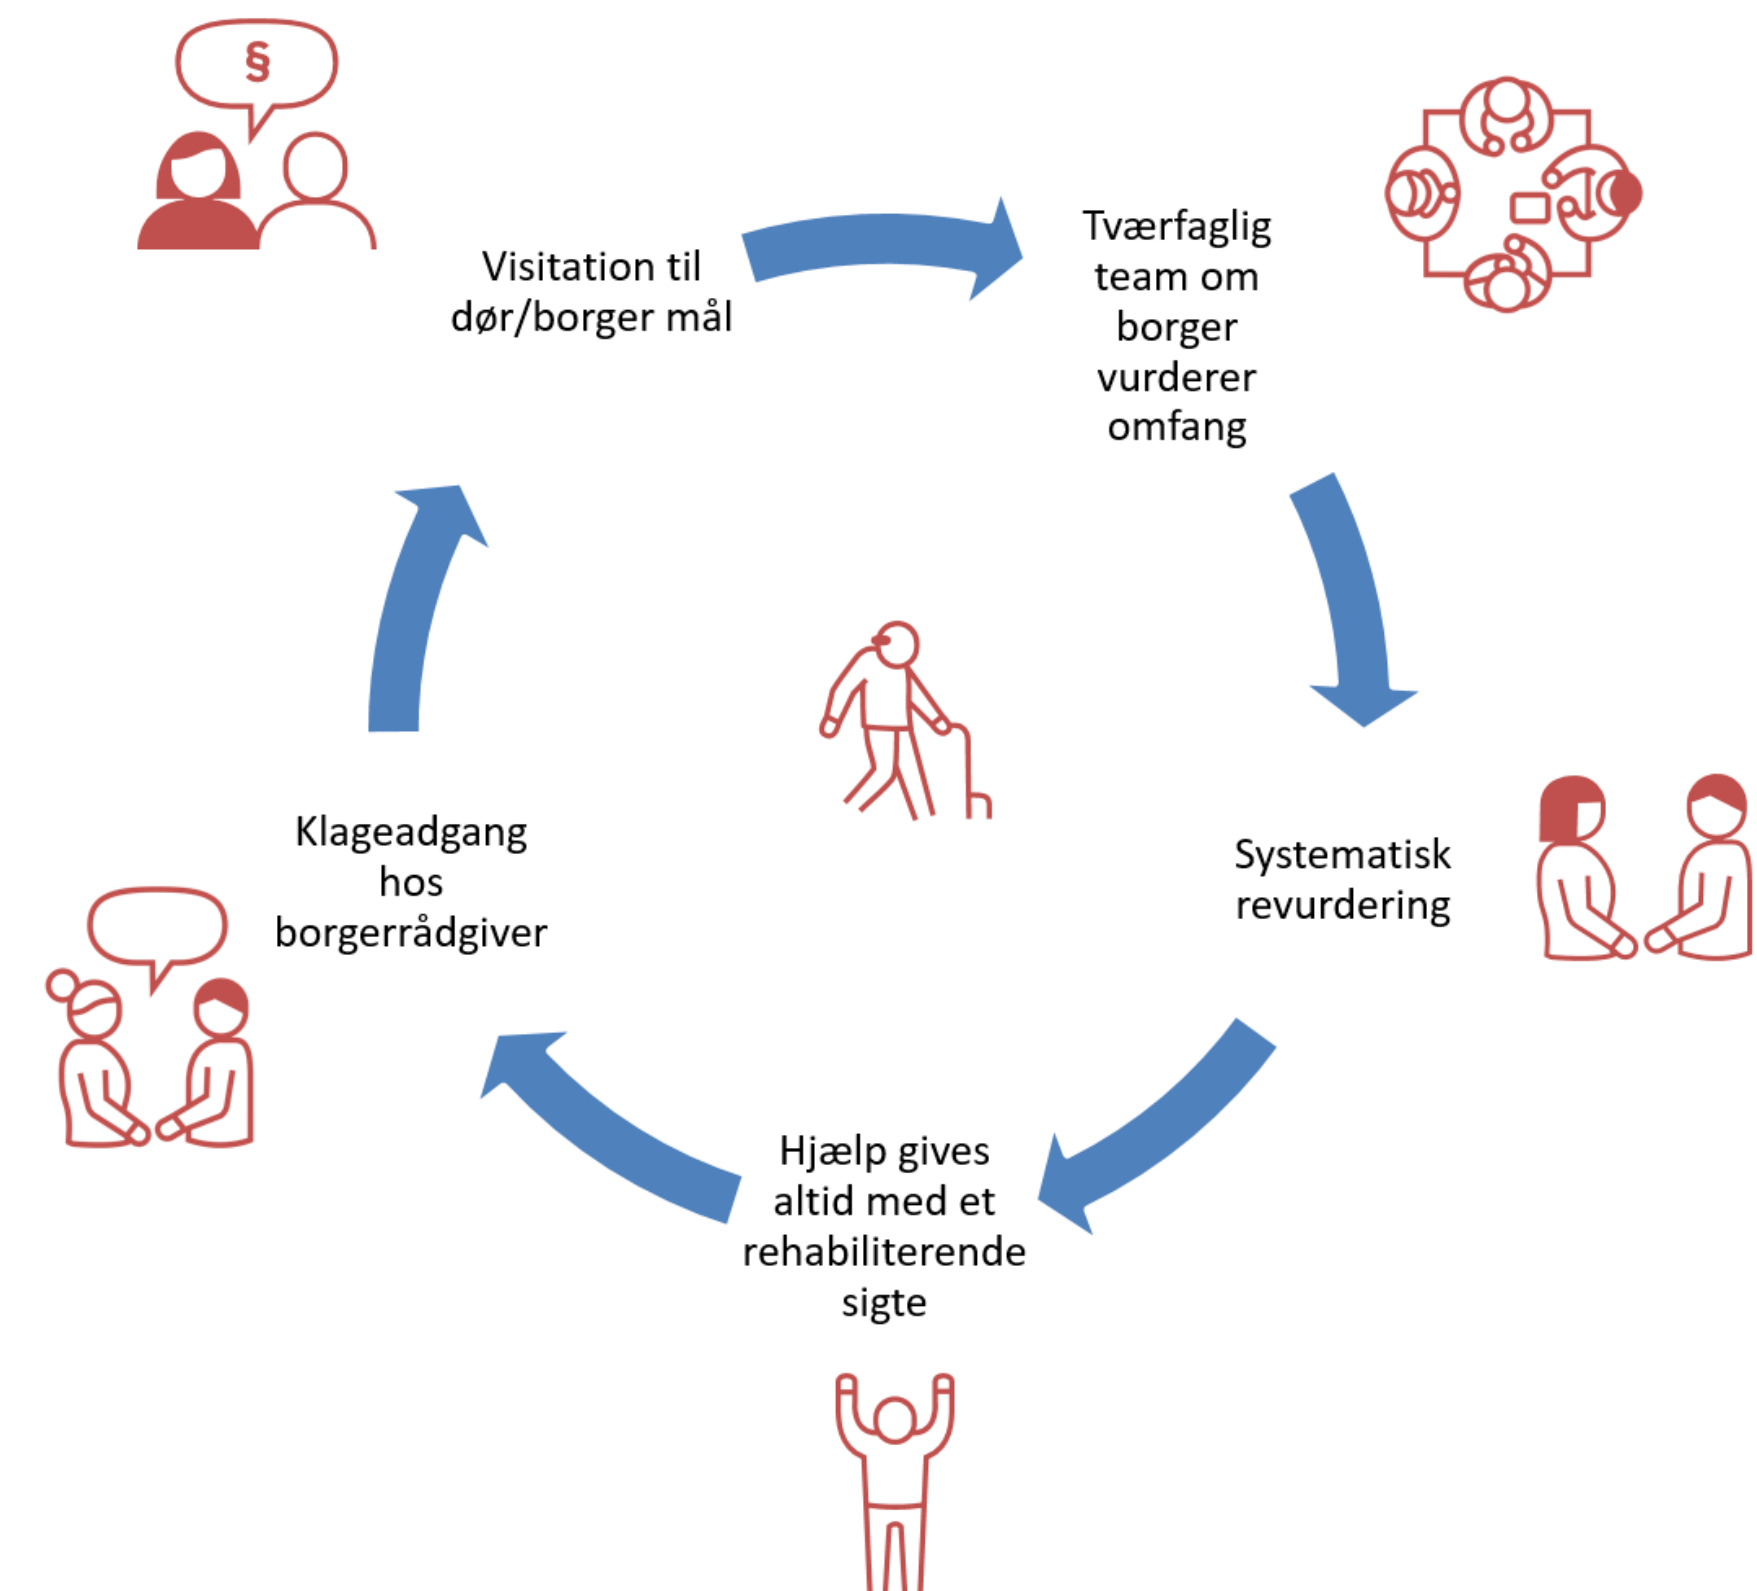 §
Visitation til
dør/borger mål
Tværfaglig
team om
borger
vurderer
omfang
Systematisk
revurdering
Hjælp gives
altid med et
rehabiliterende
sigte
Klageadgang
hos
borgerrådgiver